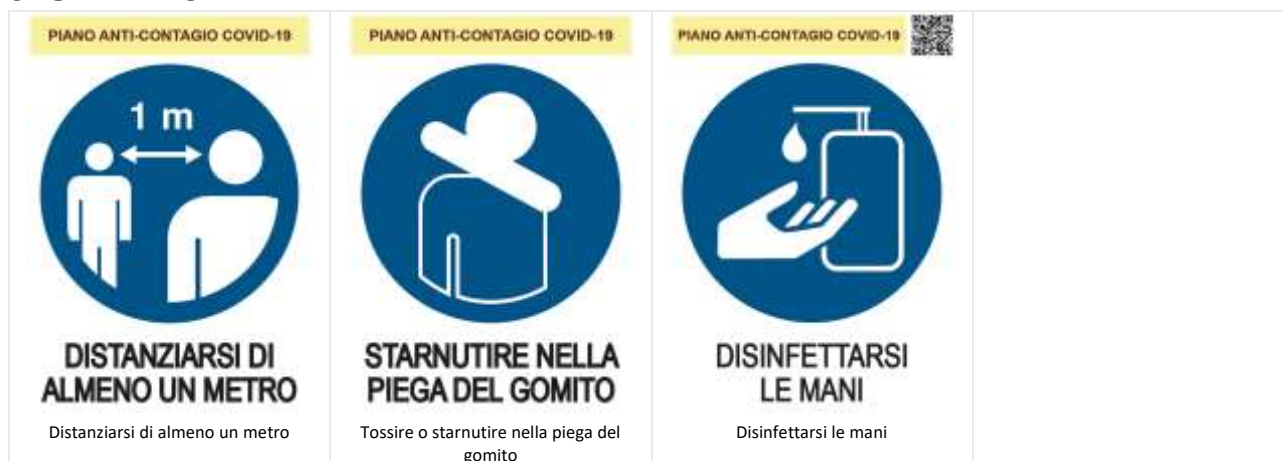 PIANO ANTI-CONTAGIO COVID-19
1 m
DISTANZIARSI DI
ALMENO UN METRO
Distanziarsi di almeno un metro
PIANO ANTI-CONTAGIO COVID-19
STARNUTIRE NELLA
PIEGA DEL GOMITO
Tossire o starnutire nella piega del
gomito
PIANO ANTI-CONTAGIO COVID-19
DISINFETTARSI
LE MANI
Disinfettarsi le mani